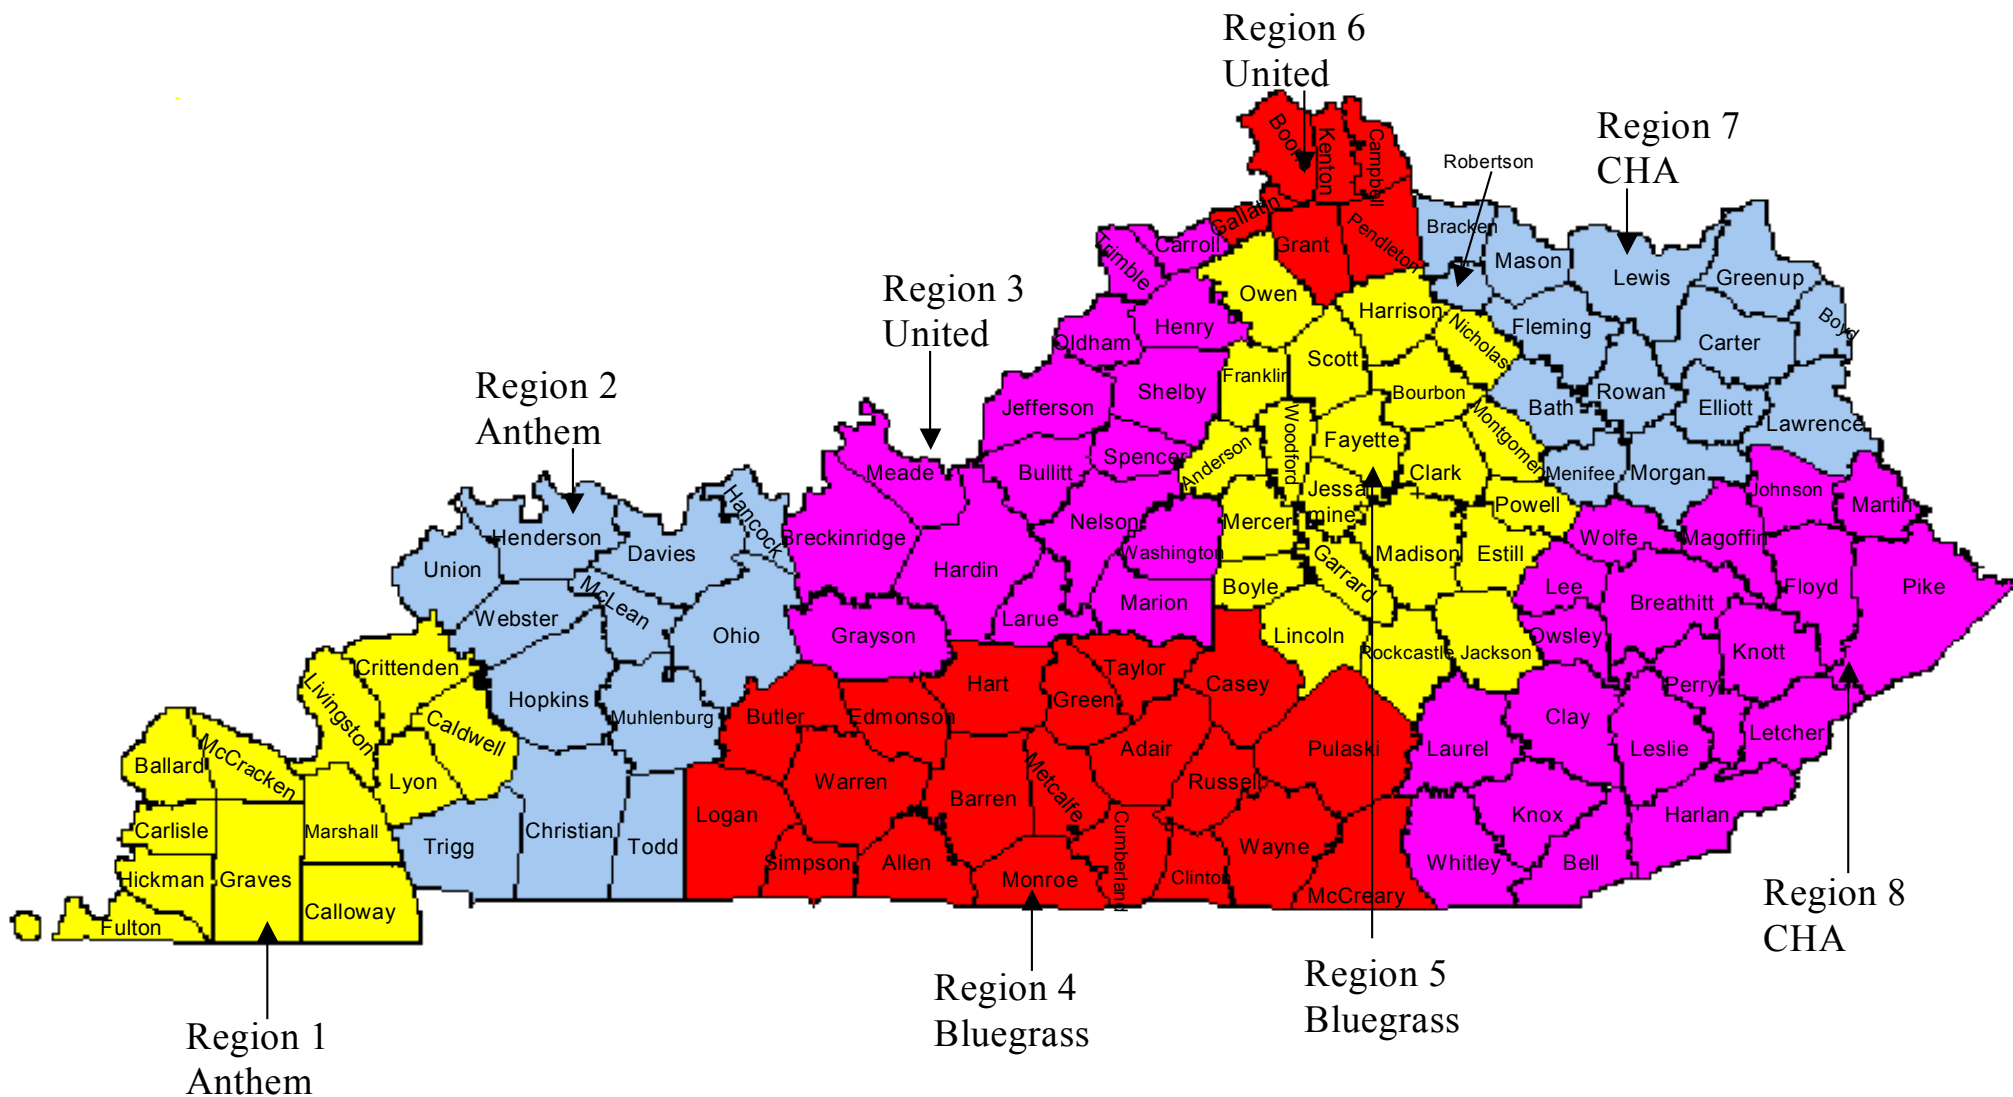 Region 6
United
Region 7
CHA
Robertson
Region 3
United
Region 2
Anthem
Boone
Kenton
Campbell
Gallatin
Grant
Pendleton
Bracken
Mason
Lewis
Greenup
Boyd
Fleming
Carter
Rowan
Bath
Elliott
Lawrence
Menifee
Morgan
Trimble
Carroll
Henry
Oldham
Shelby
Jefferson
Spencer
Bullitt
Meade
Nelson
Breckinridge
Hardin
Washington
Marion
Larue
Grayson
Owen
Harrison
Nicholas
Scott
Franklin
Bourbon
Woodford
Fayette
Montgomery
Anderson
Clark
Jessa
mine
Powell
Mercer
Madison
Estill
Garrard
Boyle
Lincoln
Rockcastle
Jackson
Johnson
Martin
Wolfe
Magoffin
Lee
Breathitt
Floyd
Pike
Owsley
Knott
Perry
Clay
Leslie
Letcher
Laurel
Knox
Harlan
Whitley
Bell
Hancock
Henderson
Davies
Union
McLean
Webster
Ohio
Hopkins
Muhlenburg
Trigg
Christian
Todd
Crittenden
Livingston
Caldwell
Lyon
McCracken
Ballard
Carlisle
Marshall
Hickman
Graves
Calloway
Fulton
Hart
Taylor
Green
Casey
Butler
Edmonson
Adair
Pulaski
Warren
Metcalfe
Russell
Barren
Logan
Cumberland
Wayne
Simpson
Allen
Monroe
Clinton
McCreary
Region 8
CHA
Region 5
Bluegrass
Region 4
Bluegrass
Region 1
Anthem